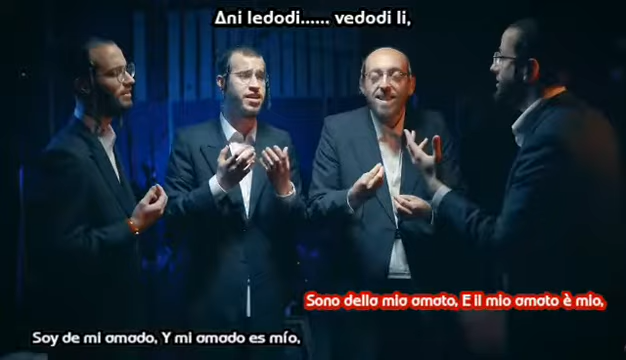 Ani ledodi...... vedodi li,
Sono della mia amata, E il mio amato è mio,
Soy de mi amado, Y mi amado es mío,